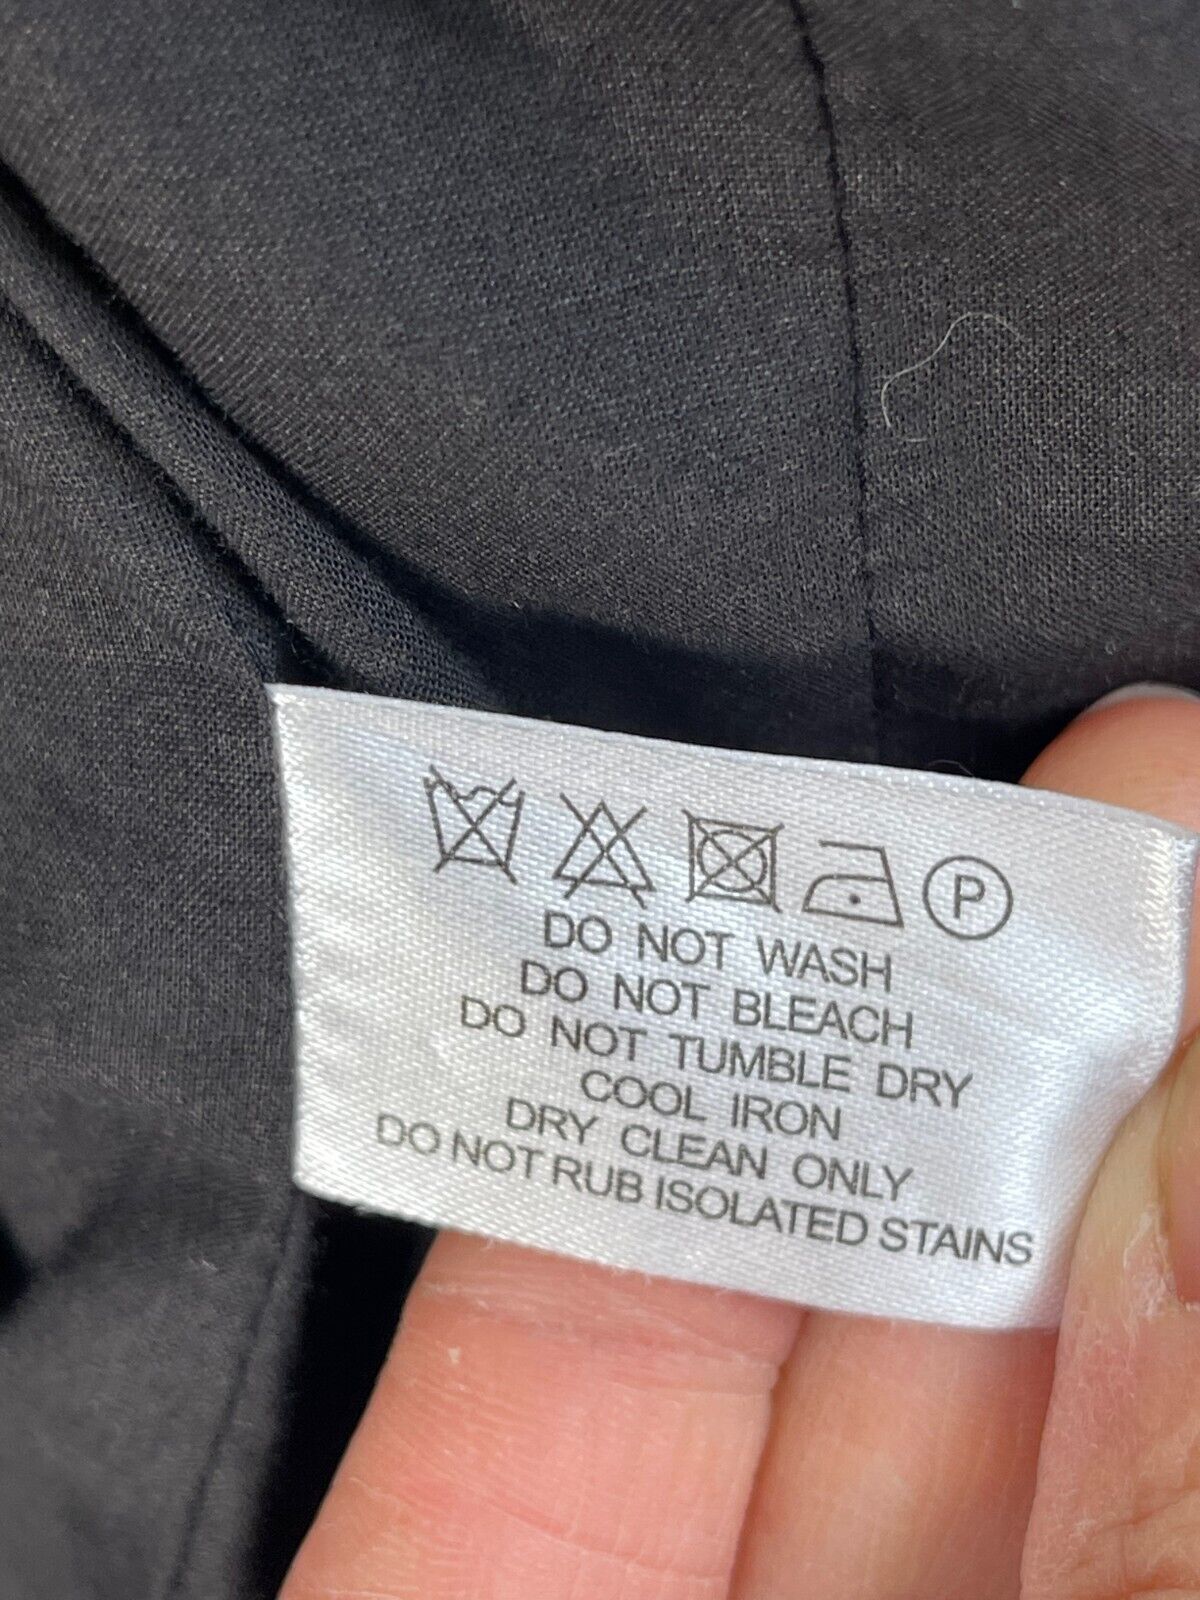 P
DO NOT WASH
DO NOT BLEACH
DO NOT TUMBLE DRY
COOL IRON
DRY CLEAN ONLY
DO NOT RUB ISOLATED STAINS